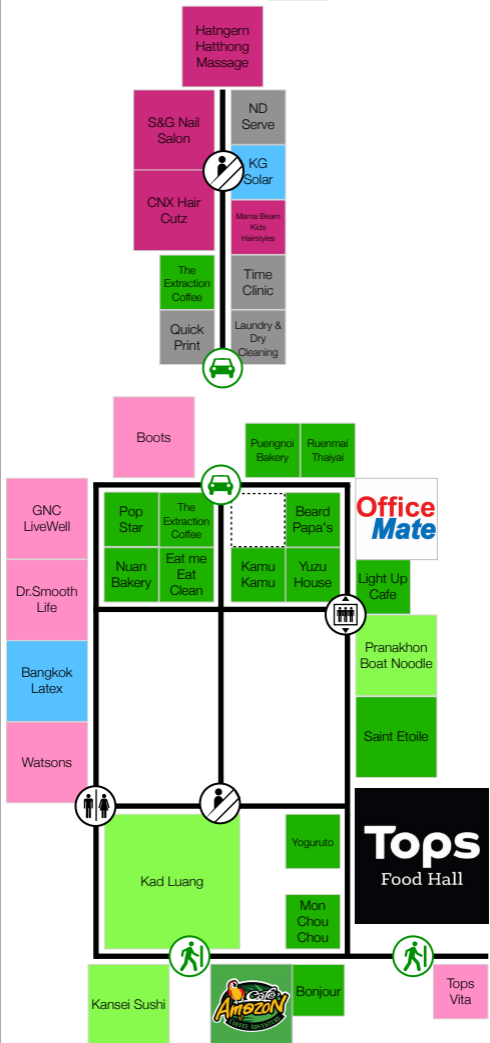 Hatngern
Hatthong
Massage
S&G Nail
Salon
ND
Serve
KG
Solar
CNX Hair
Cutz
Mama Beam
Kids
Hairstyles
The
Extraction
Coffee
Time
Clinic
Quick
Print
Laundry &
Dry
Cleaning
Boots
Puengnoi
Bakery
Ruenmai
Thaiyai
GNC
LiveWell
Pop
Star
The
Extraction
Coffee
Beard
Papa's
Office
Mate
Nuan
Bakery
Eat me
Eat
Clean
Kamu
Kamu
Yuzu
House
Light Up
Cafe
Dr.Smooth
Life
Pranakhon
Boat Noodle
Bangkok
Latex
Saint Etoile
Watsons
Kad Luang
Yoguruto
Tops
Food Hall
Mon
Chou
Chou
Kansei Sushi
Café
Amazon
COFFEE ADVENTURE
Bonjour
Tops
Vita